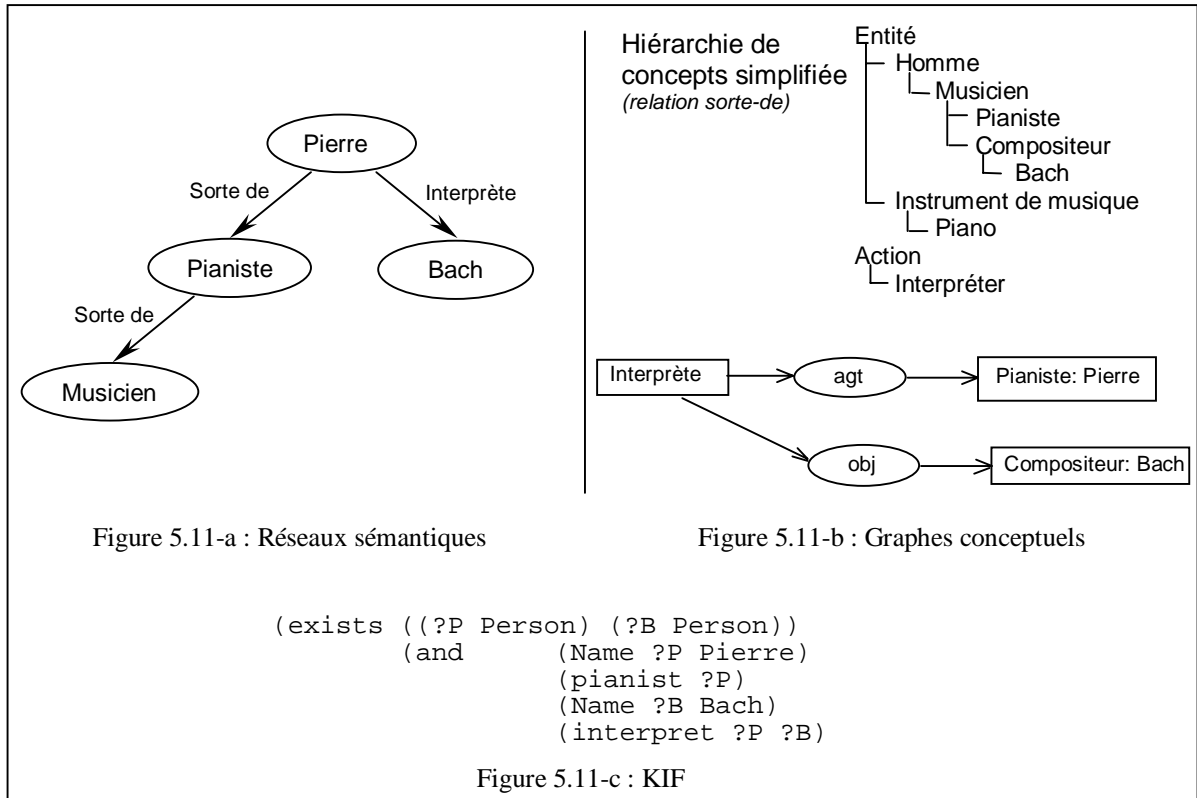 Pierre
Sorte de
Interprète
Pianiste
Bach
Sorte de
Musicien
Figure 5.11-a : Réseaux sémantiques
Hiérarchie de
concepts simplifiée
(relation sorte-de)
Entité
Homme
Musicien
Pianiste
Compositeur
Bach
Instrument de musique
Piano
Action
Interpréter
Interprète
agt
Pianiste: Pierre
obj
Compositeur: Bach
Figure 5.11-b : Graphes conceptuels
(exists ((?P Person) (?B Person))
(and (Name ?P Pierre)
(pianist ?P)
(Name ?B Bach)
(interpret ?P ?B)
Figure 5.11-c : KIF